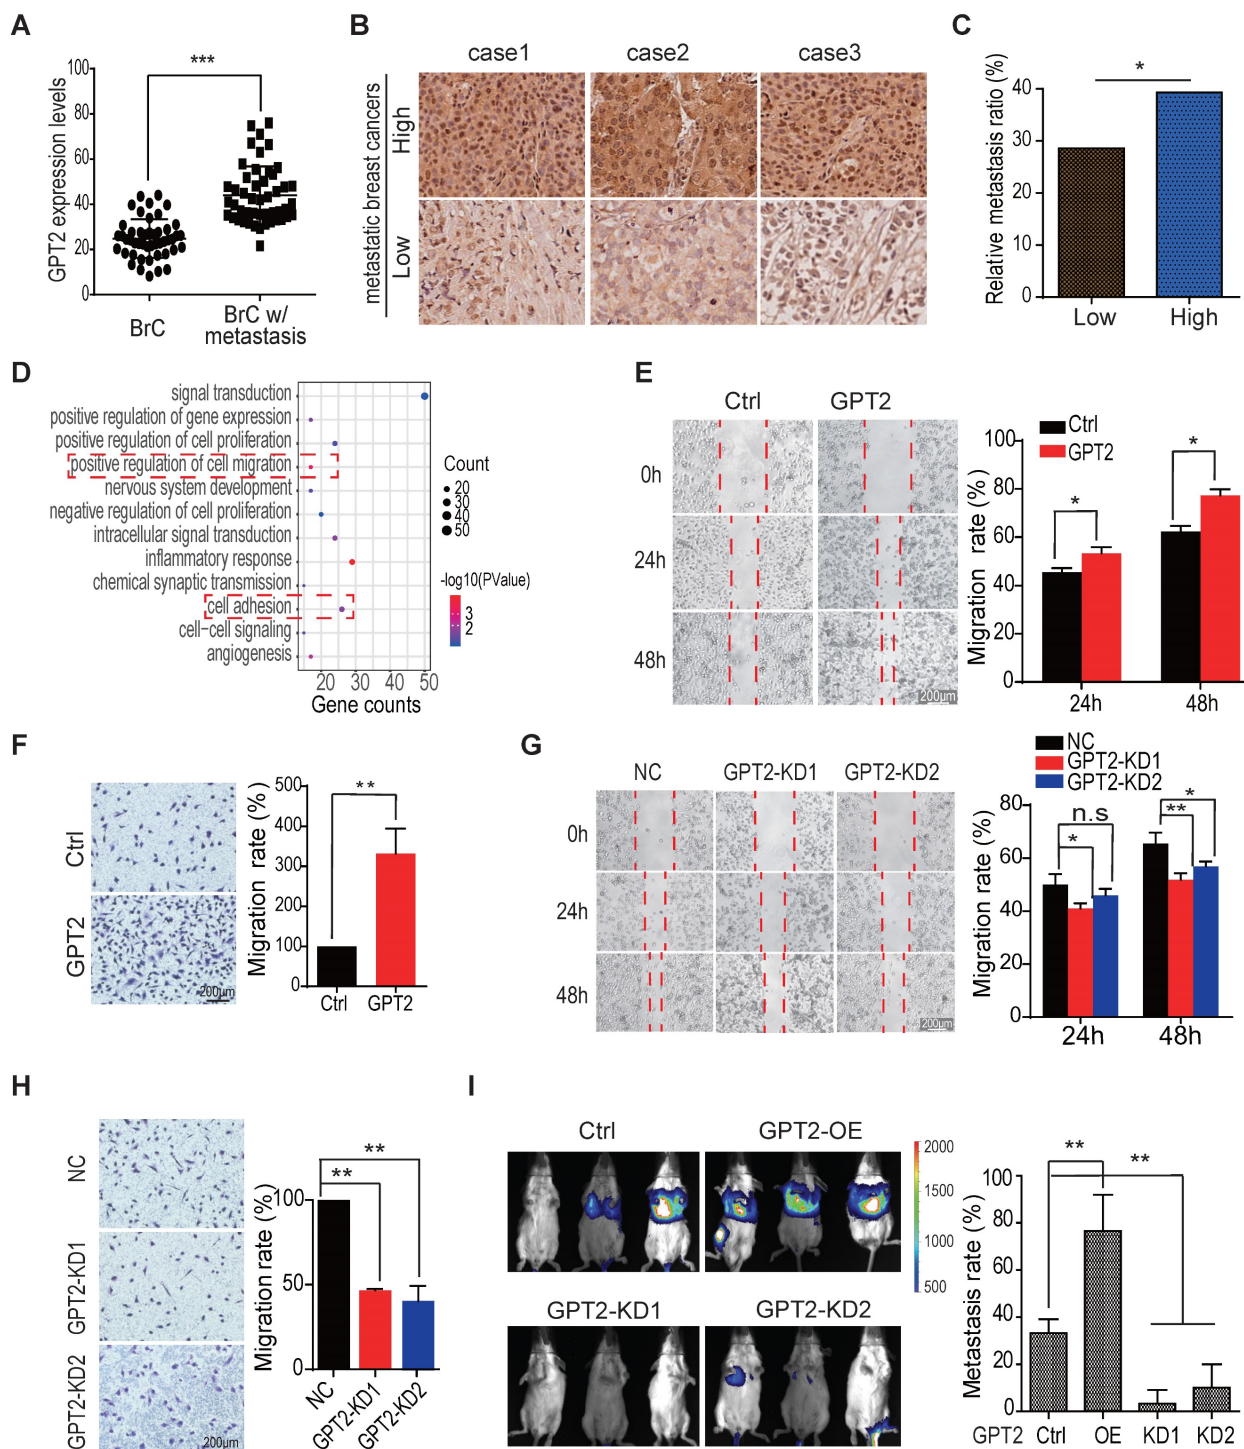 A
GPT2 expression levels
100
80
60
40
20
0
***
BrC
BrC w/
metastasis
B
case1
case2
case3
metastatic breast cancers
High
Low
C
Relative metastasis ratio (%)
40
30
20
10
0
*
Low
High
D
signal transduction
positive regulation of gene expression
positive regulation of cell proliferation
positive regulation of cell migration
nervous system development
negative regulation of cell proliferation
intracellular signal transduction
inflammatory response
chemical synaptic transmission
cell adhesion
cell-cell signaling
angiogenesis
20 30 40 50
Gene counts
Count
20
30
40
50
-log10(PValue)
3
2
E
Ctrl
GPT2
0h
24h
48h
200μm
Ctrl
GPT2
Migration rate (%)
100
80
60
40
20
0
*
*
24h
48h
F
Ctrl
GPT2
200μm
Migration rate (%)
500
400
300
200
100
0
**
Ctrl
GPT2
G
NC
GPT2-KD1
GPT2-KD2
0h
24h
48h
200μm
NC
GPT2-KD1
GPT2-KD2
Migration rate (%)
80
60
40
20
0
n.s
*
*
**
24h
48h
H
NC
GPT2-KD1
GPT2-KD2
200μm
Migration rate (%)
100
50
0
**
**
NC
GPT2-KD1
GPT2-KD2
I
Ctrl
GPT2-OE
GPT2-KD1
GPT2-KD2
2000
1500
1000
500
Metastasis rate (%)
100
80
60
40
20
0
**
**
GPT2 Ctrl OE KD1 KD2